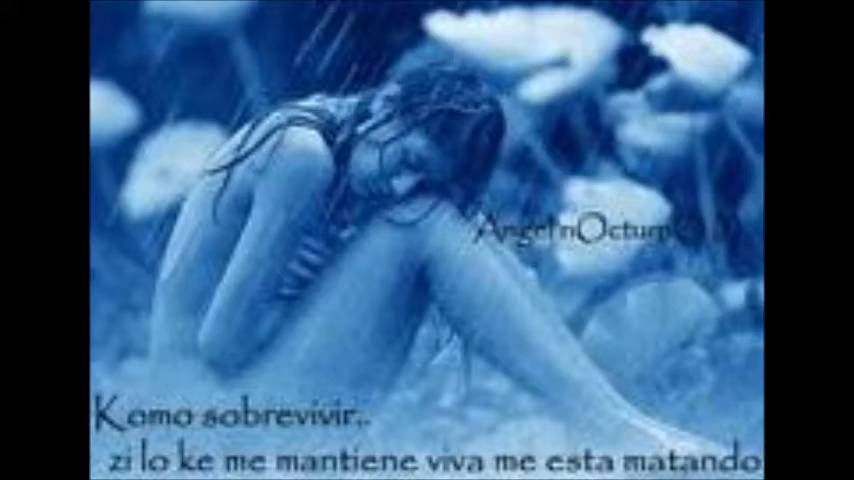 Komo sobrevivir..
zi lo ke me mantiene viva me esta matando